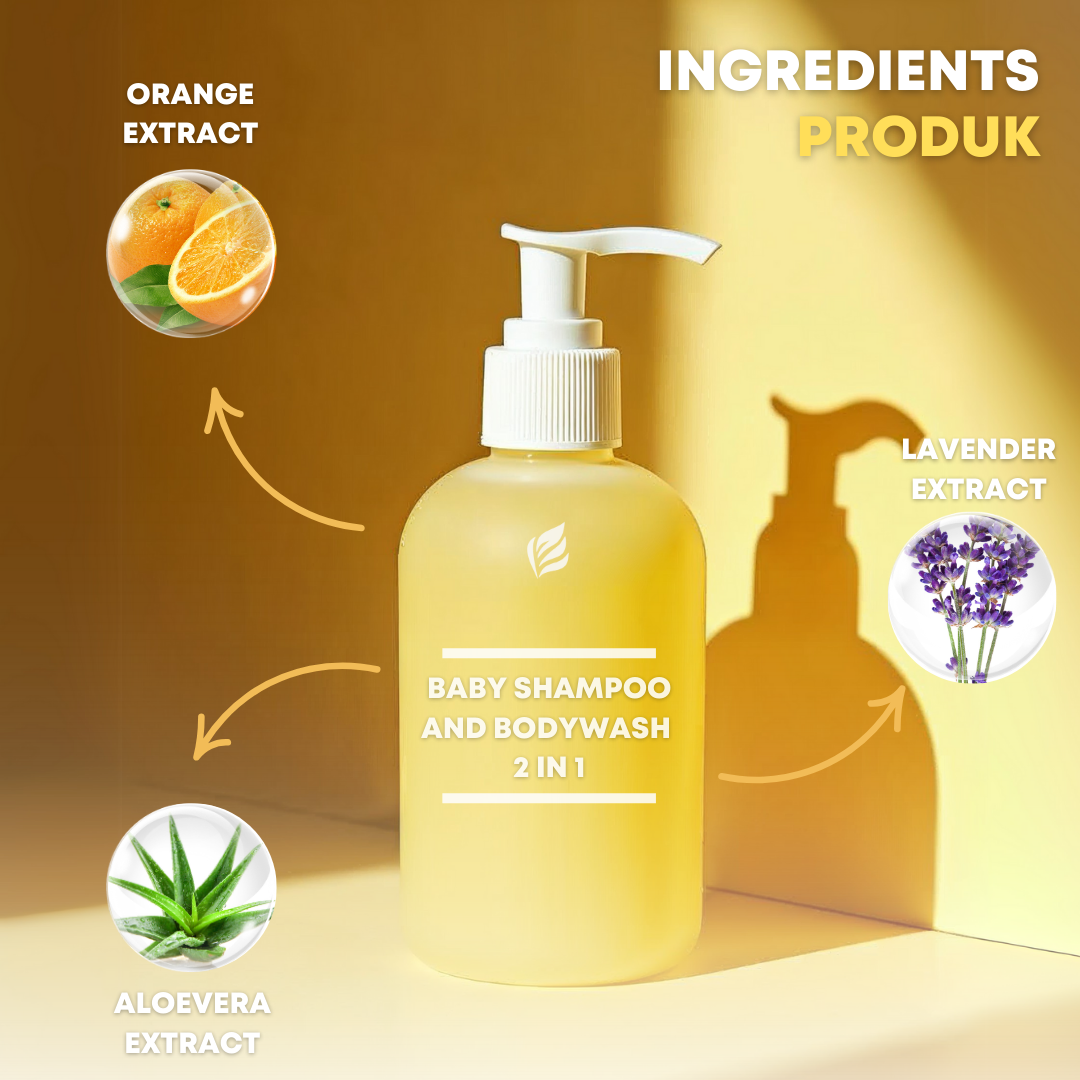 INGREDIENTS
PRODUK
ORANGE
EXTRACT
LAVENDER
EXTRACT
BABY SHAMPOO
AND BODYWASH
2 IN 1
ALOEVERA
EXTRACT